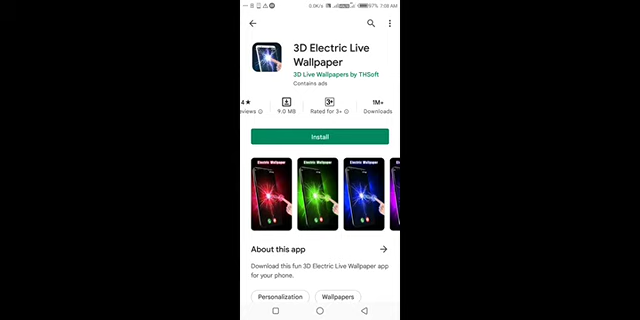 97% 7:08 AM
3D Electric Live
Wallpaper
3D Live Wallpapers by THSoft
Contains ads
4★
eviews
9.0 MB
3+
Rated for 3+
1M+
Downloads
Install
Electric Wallpaper
Electric Wallpaper
Electric Wallpaper
About this app
Download this fun 3D Electric Live Wallpaper app
for your phone.
Personalization
Wallpapers